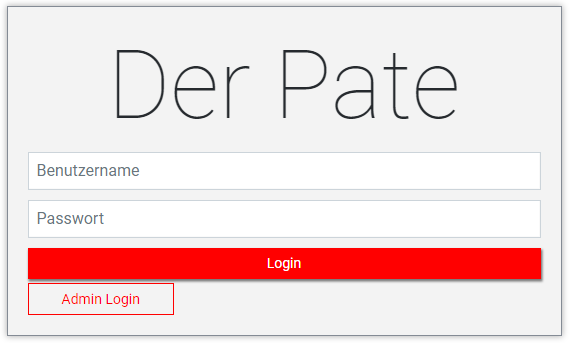 Der Pate
Benutzername
Passwort
Login
Admin Login